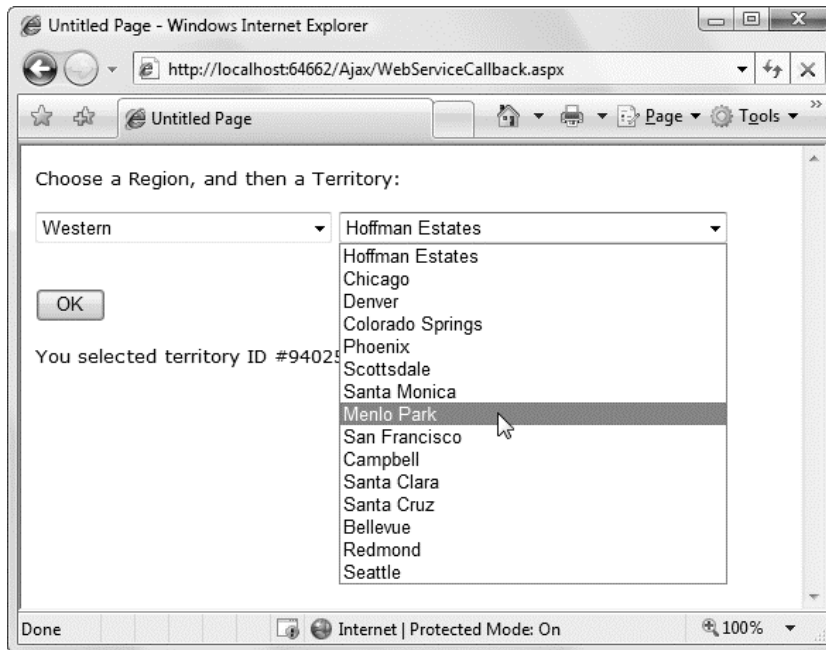 Untitled Page - Windows Internet Explorer
http://localhost:64662/Ajax/WebServiceCallback.aspx
Untitled Page
Page
Tools
Choose a Region, and then a Territory:
Western
Hoffman Estates
Hoffman Estates
Chicago
Denver
Colorado Springs
Phoenix
Scottsdale
Santa Monica
Menlo Park
San Francisco
Campbell
Santa Clara
Santa Cruz
Bellevue
Redmond
Seattle
OK
You selected territory ID #94025
Done
Internet | Protected Mode: On
100%